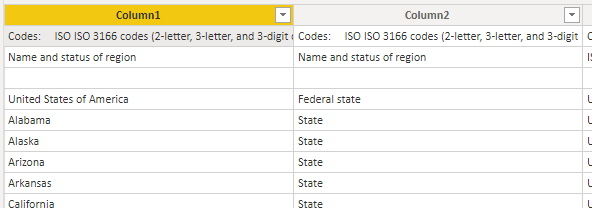 Column1 Column2
Codes: ISO ISO 3166 codes (2-letter, 3-letter, and 3-digit Codes: ISO ISO 3166 codes (2-letter, 3-letter, and 3-digit
Name and status of region Name and status of region
United States of America Federal state
Alabama State
Alaska State
Arizona State
Arkansas State
California State